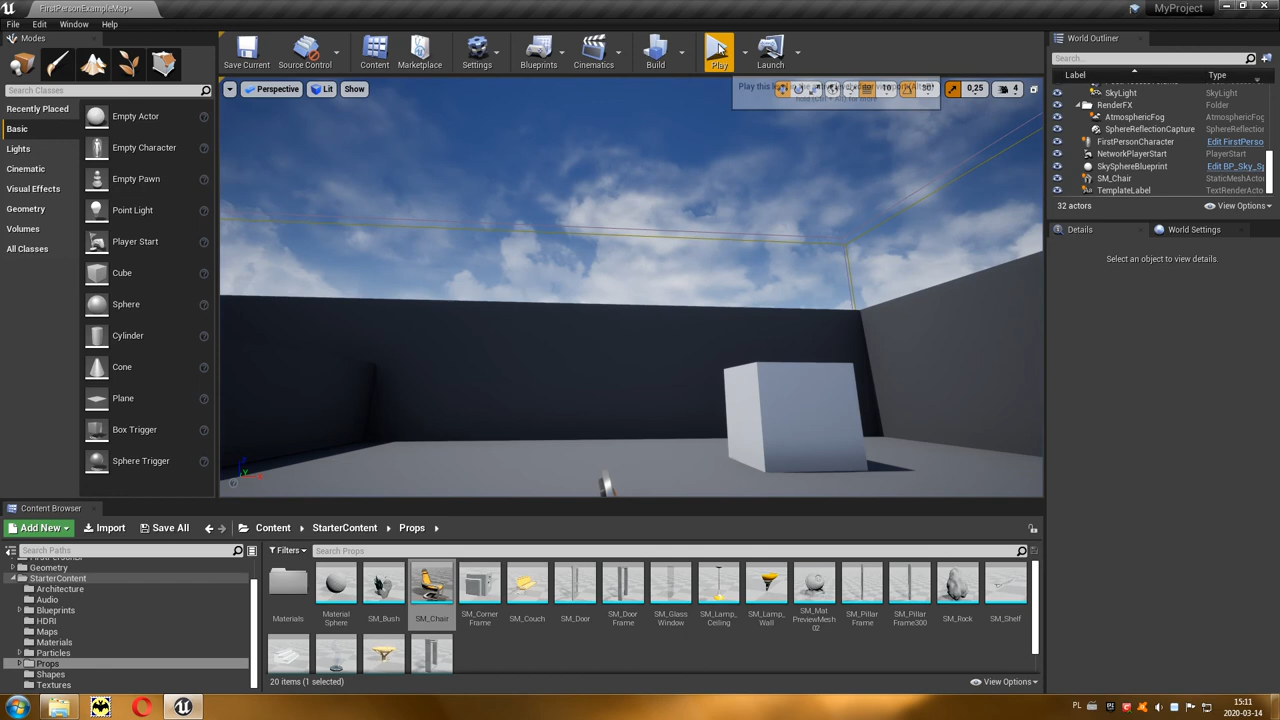 FirstPersonExampleMap*
MyProject
File Edit Window Help
Modes
Search Classes
Recently Placed
Basic
Lights
Cinematic
Visual Effects
Geometry
Volumes
All Classes
Empty Actor
Empty Character
Empty Pawn
Point Light
Player Start
Cube
Sphere
Cylinder
Cone
Plane
Box Trigger
Sphere Trigger
Save Current
Source Control
Content
Marketplace
Settings
Blueprints
Cinematics
Build
Play
Launch
Perspective
Lit
Show
10
30°
0,25
4
World Outliner
Search...
Label Type
SkyLight SkyLight
RenderFX Folder
AtmosphericFog AtmosphericFog
SphereReflectionCapture SphereReflection
FirstPersonCharacter Edit FirstPerso
NetworkPlayerStart PlayerStart
SkySphereBlueprint Edit BP_Sky_S
SM_Chair StaticMeshActor
TemplateLabel TextRenderActor
32 actors
View Options
Details
World Settings
Select an object to view details.
Content Browser
Add New Import Save All Content StarterContent Props
Search Paths
Filters
Search Props
Geometry
StarterContent
Architecture
Audio
Blueprints
HDRI
Maps
Materials
Particles
Props
Shapes
Textures
Materials
Material Sphere
SM_Bush
SM_Chair
SM_Corner Frame
SM_Couch
SM_Door
SM_Door Frame
SM_Glass Window
SM_Lamp_ Ceiling
SM_Lamp_ Wall
SM_Mat PreviewMesh 02
SM_Pillar Frame
SM_Pillar Frame300
SM_Rock
SM_Shelf
20 items (1 selected)
View Options
PL
15:11
2020-03-14